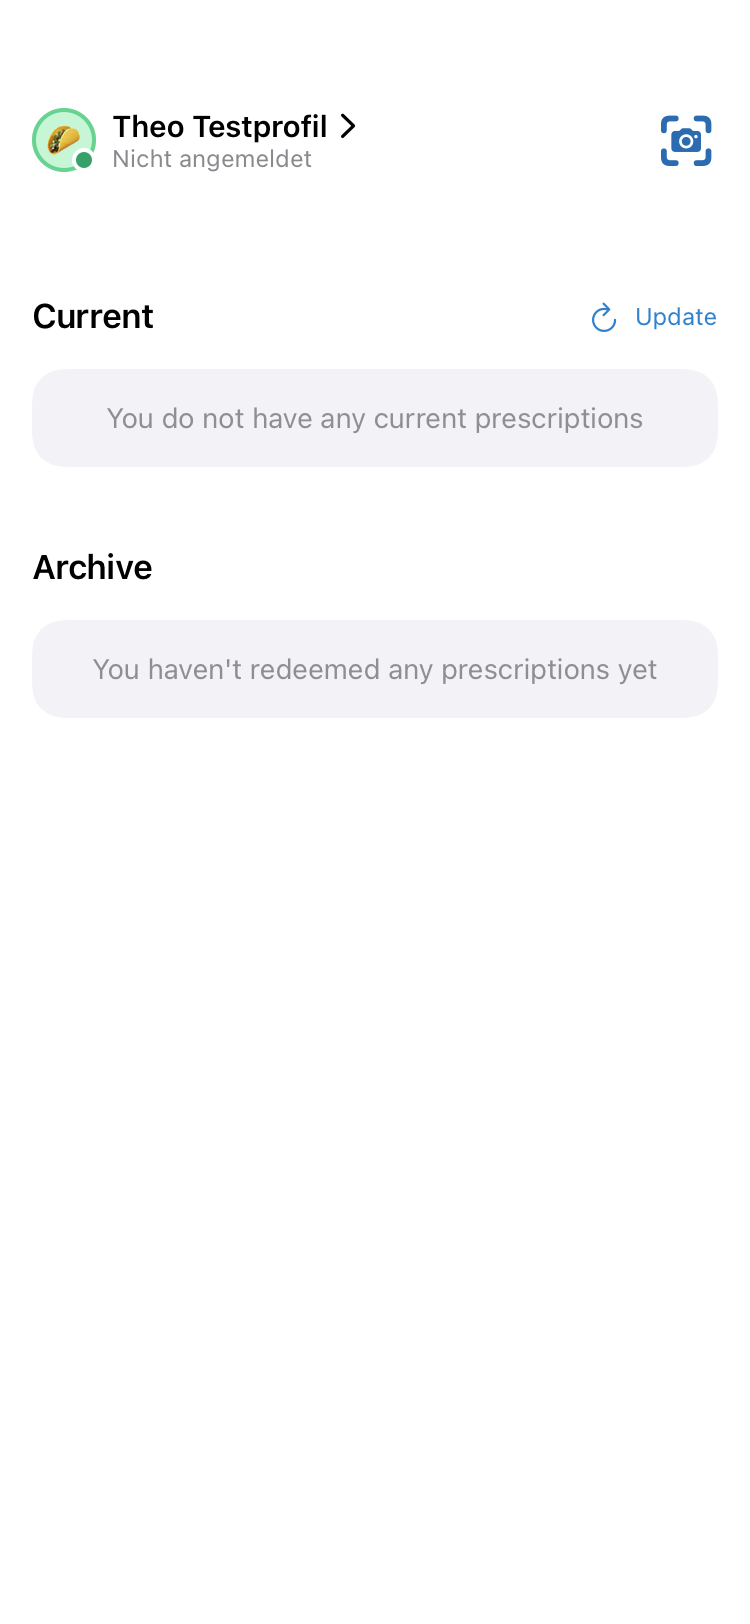 Theo Testprofil
Nicht angemeldet
Current
Update
You do not have any current prescriptions
Archive
You haven't redeemed any prescriptions yet